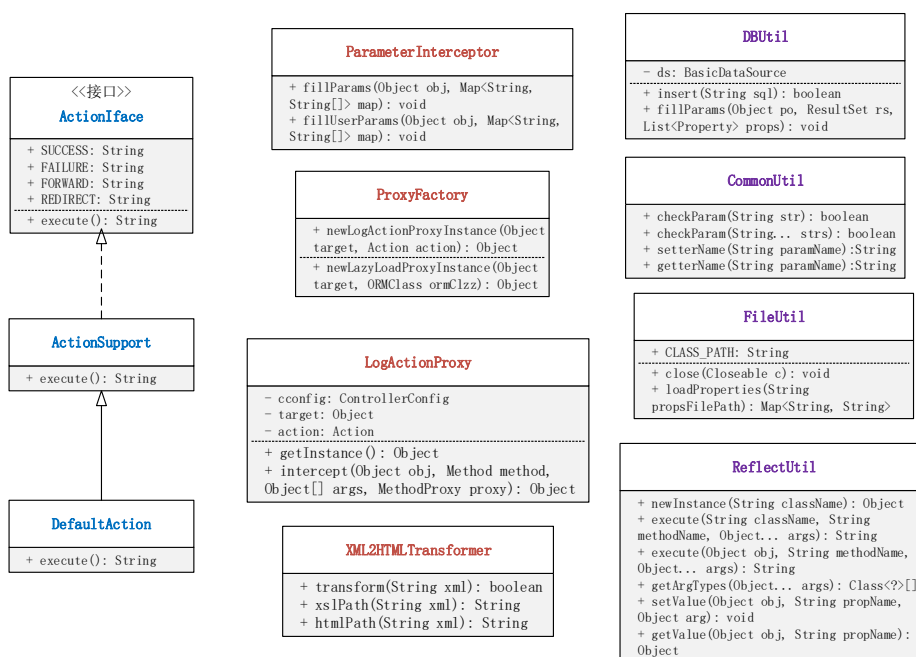 <<接口>>
ActionIface
+ SUCCESS: String
+ FAILURE: String
+ FORWARD: String
+ REDIRECT: String
+ execute(): String
ActionSupport
+ execute(): String
DefaultAction
+ execute(): String
ParameterInterceptor
+ fillParams(Object obj, Map<String,
String[]> map): void
+ fillUserParams(Object obj, Map<String,
String[]> map): void
ProxyFactory
+ newLogActionProxyInstance(Object
target, Action action): Object
+ newLazyLoadProxyInstance(Object
target, ORMClass ormClzz): Object
LogActionProxy
- cconfig: ControllerConfig
- target: Object
- action: Action
+ getInstance(): Object
+ intercept(Object obj, Method method,
Object[] args, MethodProxy proxy): Object
XML2HTMLTransformer
+ transform(String xml): boolean
+ xslPath(String xml): String
+ htmlPath(String xml): String
DBUtil
- ds: BasicDataSource
+ insert(String sql): boolean
+ fillParams(Object po, ResultSet rs,
List<Property> props): void
CommonUtil
+ checkParam(String str): boolean
+ checkParam(String... strs): boolean
+ setterName(String paramName):String
+ getterName(String paramName):String
FileUtil
+ CLASS_PATH: String
+ close(Closeable c): void
+ loadProperties(String
propsFilePath): Map<String, String>
ReflectUtil
+ newInstance(String className): Object
+ execute(String className, String
methodName, Object... args): String
+ execute(Object obj, String methodName,
Object... args): String
+ getArgTypes(Object... args): Class<?>[]
+ setValue(Object obj, String propName,
Object arg): void
+ getValue(Object obj, String propName):
Object